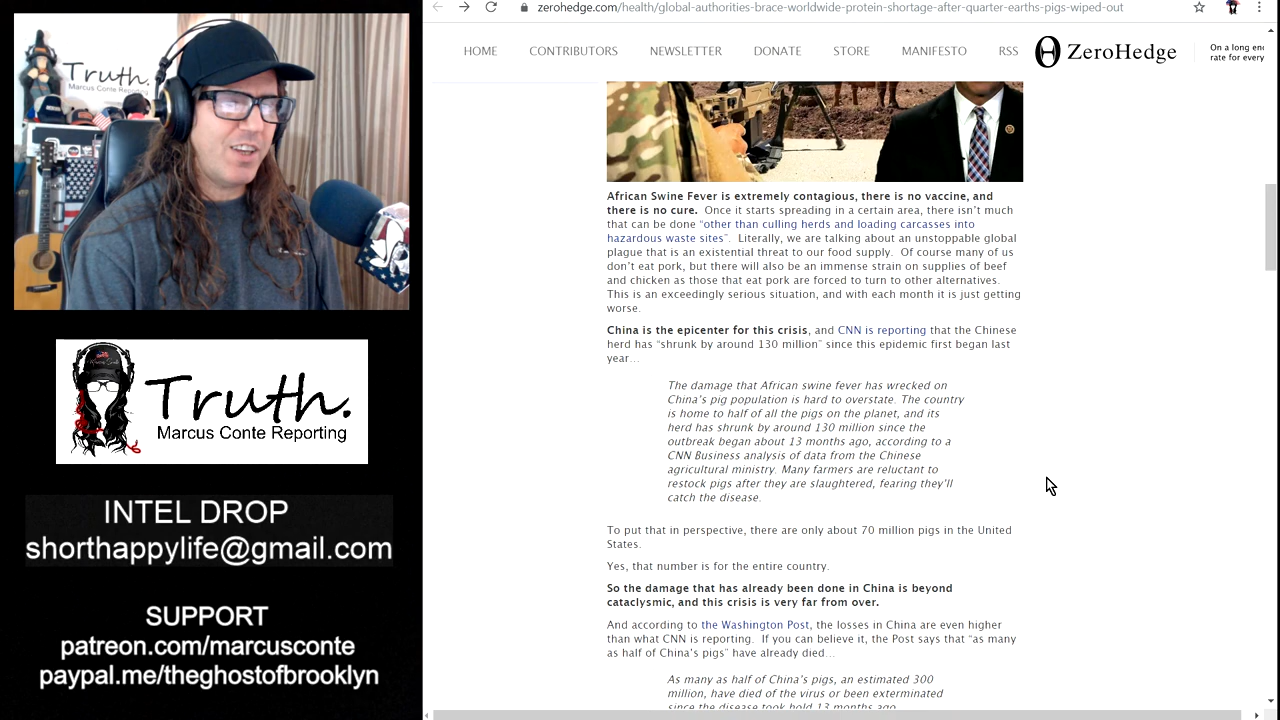 zerohedge.com/health/global-authorities-brace-worldwide-protein-shortage-after-quarter-earths-pigs-wiped-out
HOME CONTRIBUTORS NEWSLETTER DONATE STORE MANIFESTO RSS
ZeroHedge
On a long en
rate for every
Truth.
Marcus Conte Reporting
African Swine Fever is extremely contagious, there is no vaccine, and
there is no cure. Once it starts spreading in a certain area, there isn't much
that can be done “other than culling herds and loading carcasses into
hazardous waste sites”. Literally, we are talking about an unstoppable global
plague that is an existential threat to our food supply. Of course many of us
don't eat pork, but there will also be an immense strain on supplies of beef
and chicken as those that eat pork are forced to turn to other alternatives.
This is an exceedingly serious situation, and with each month it is just getting
worse.
China is the epicenter for this crisis, and CNN is reporting that the Chinese
herd has “shrunk by around 130 million” since this epidemic first began last
year…
The damage that African swine fever has wrecked on
China's pig population is hard to overstate. The country
is home to half of all the pigs on the planet, and its
herd has shrunk by around 130 million since the
outbreak began about 13 months ago, according to a
CNN Business analysis of data from the Chinese
agricultural ministry. Many farmers are reluctant to
restock pigs after they are slaughtered, fearing they'll
catch the disease.
To put that in perspective, there are only about 70 million pigs in the United
States.
Yes, that number is for the entire country.
So the damage that has already been done in China is beyond
cataclysmic, and this crisis is very far from over.
And according to the Washington Post, the losses in China are even higher
than what CNN is reporting. If you can believe it, the Post says that “as many
as half of China's pigs” have already died…
As many as half of China's pigs, an estimated 300
million, have died of the virus or been exterminated
since the disease took hold 13 months ago
Truth.
Marcus Conte Reporting
INTEL DROP
shorthappylife@gmail.com
SUPPORT
patreon.com/marcusconte
paypal.me/theghostofbrooklyn